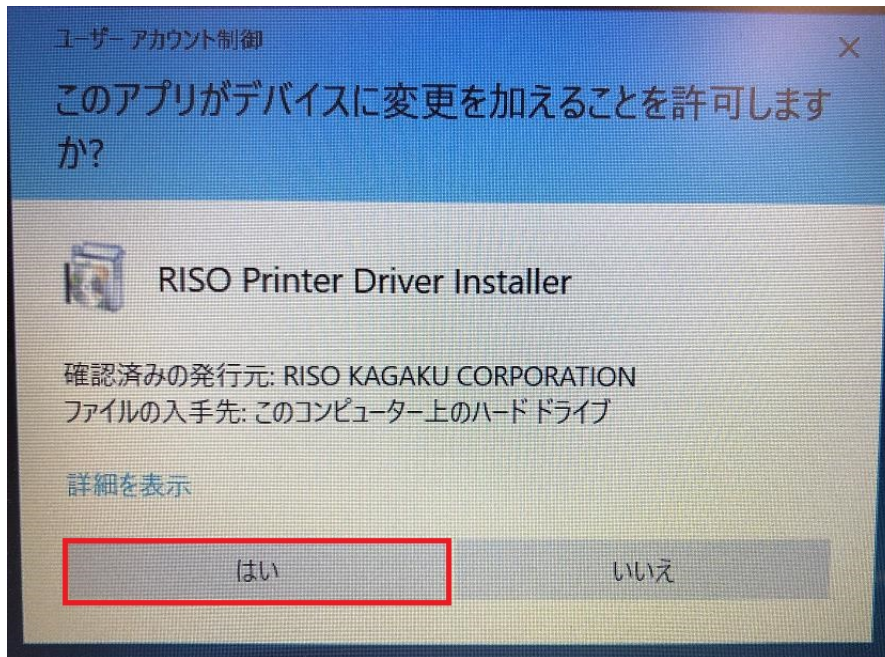 ユーザー アカウント制御
このアプリがデバイスに変更を加えることを許可します
か?
RISO Printer Driver Installer
確認済みの発行元: RISO KAGAKU CORPORATION
ファイルの入手先: このコンピューター上のハード ドライブ
詳細を表示
はい
いいえ